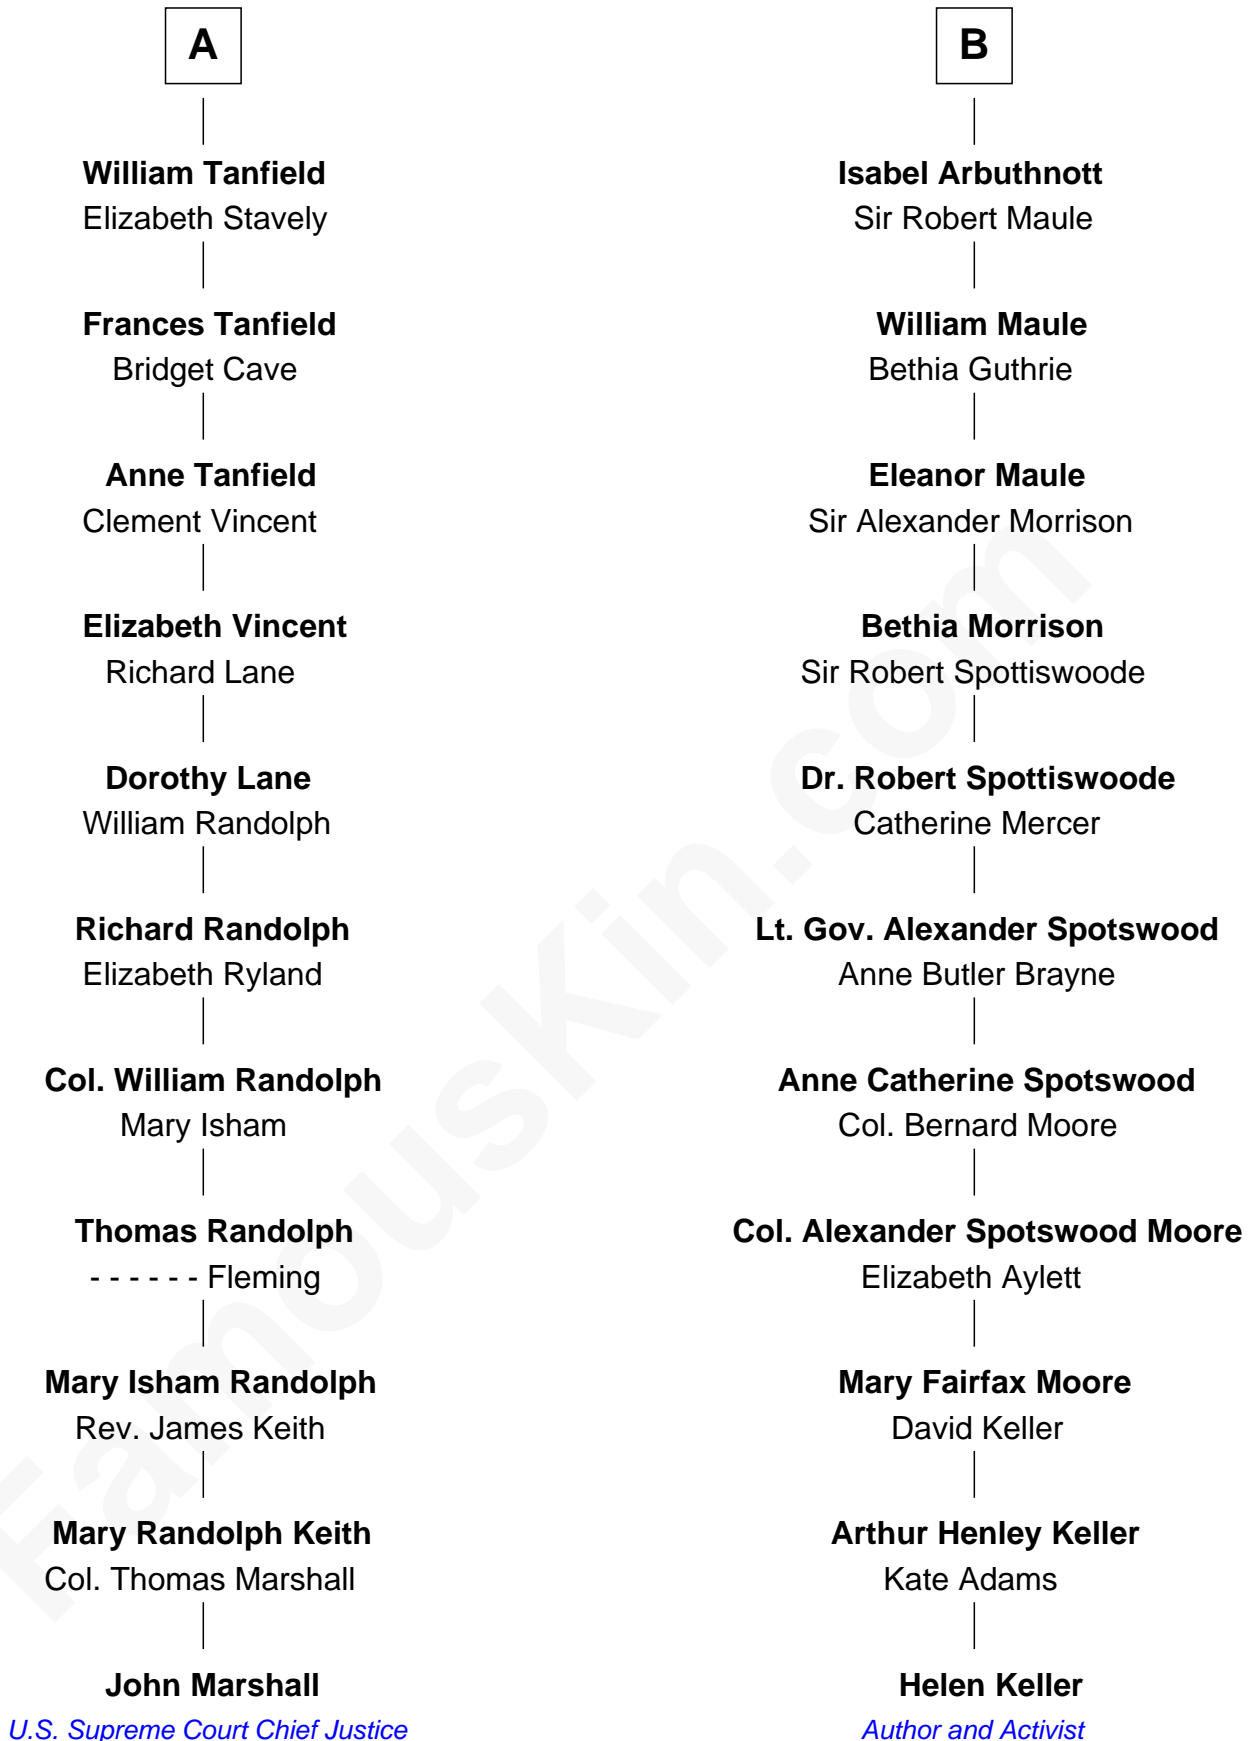 A
William Tanfield
Elizabeth Stavely
Frances Tanfield
Bridget Cave
Anne Tanfield
Clement Vincent
Elizabeth Vincent
Richard Lane
Dorothy Lane
William Randolph
Richard Randolph
Elizabeth Ryland
Col. William Randolph
Mary Isham
Thomas Randolph
- - - - - - Fleming
Mary Isham Randolph
Rev. James Keith
Mary Randolph Keith
Col. Thomas Marshall
John Marshall
U.S. Supreme Court Chief Justice
B
Isabel Arbuthnott
Sir Robert Maule
William Maule
Bethia Guthrie
Eleanor Maule
Sir Alexander Morrison
Bethia Morrison
Sir Robert Spottiswoode
Dr. Robert Spottiswoode
Catherine Mercer
Lt. Gov. Alexander Spotswood
Anne Butler Brayne
Anne Catherine Spotswood
Col. Bernard Moore
Col. Alexander Spotswood Moore
Elizabeth Aylett
Mary Fairfax Moore
David Keller
Arthur Henley Keller
Kate Adams
Helen Keller
Author and Activist
FamousKin.com